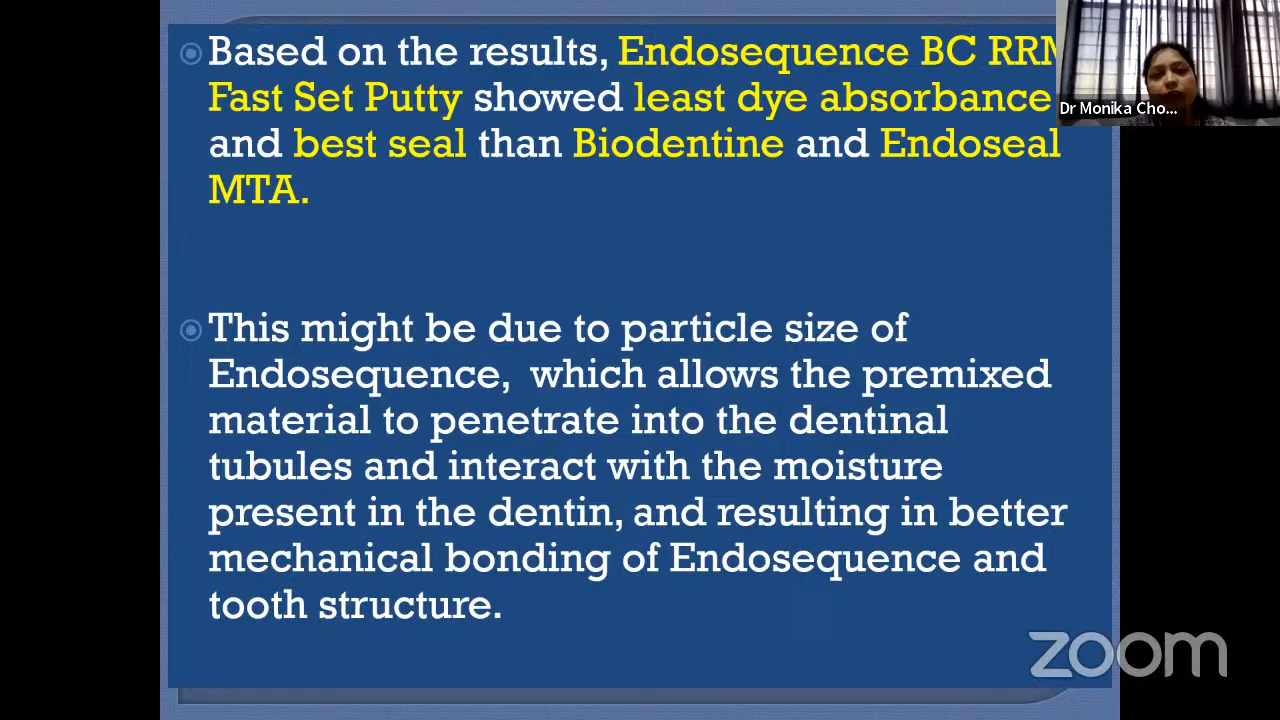 Based on the results, Endosequence BC RRM
Fast Set Putty showed least dye absorbance
and best seal than Biodentine and Endoseal
MTA.
This might be due to particle size of
Endosequence, which allows the premixed
material to penetrate into the dentinal
tubules and interact with the moisture
present in the dentin, and resulting in better
mechanical bonding of Endosequence and
tooth structure.
Dr Monika Cho...
zoom